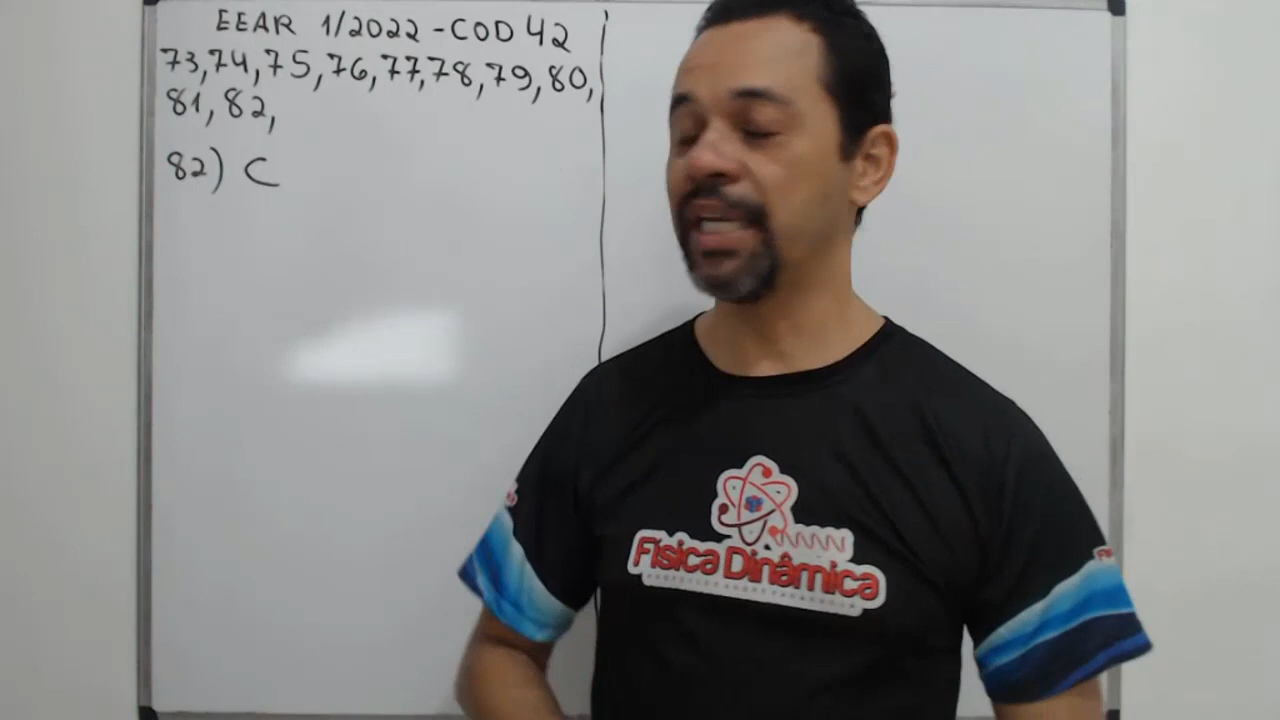 EEAR 1/2022 - COD 42
73, 74, 75, 76, 77, 78, 79, 80,
81, 82,
82) C
Física Dinâmica